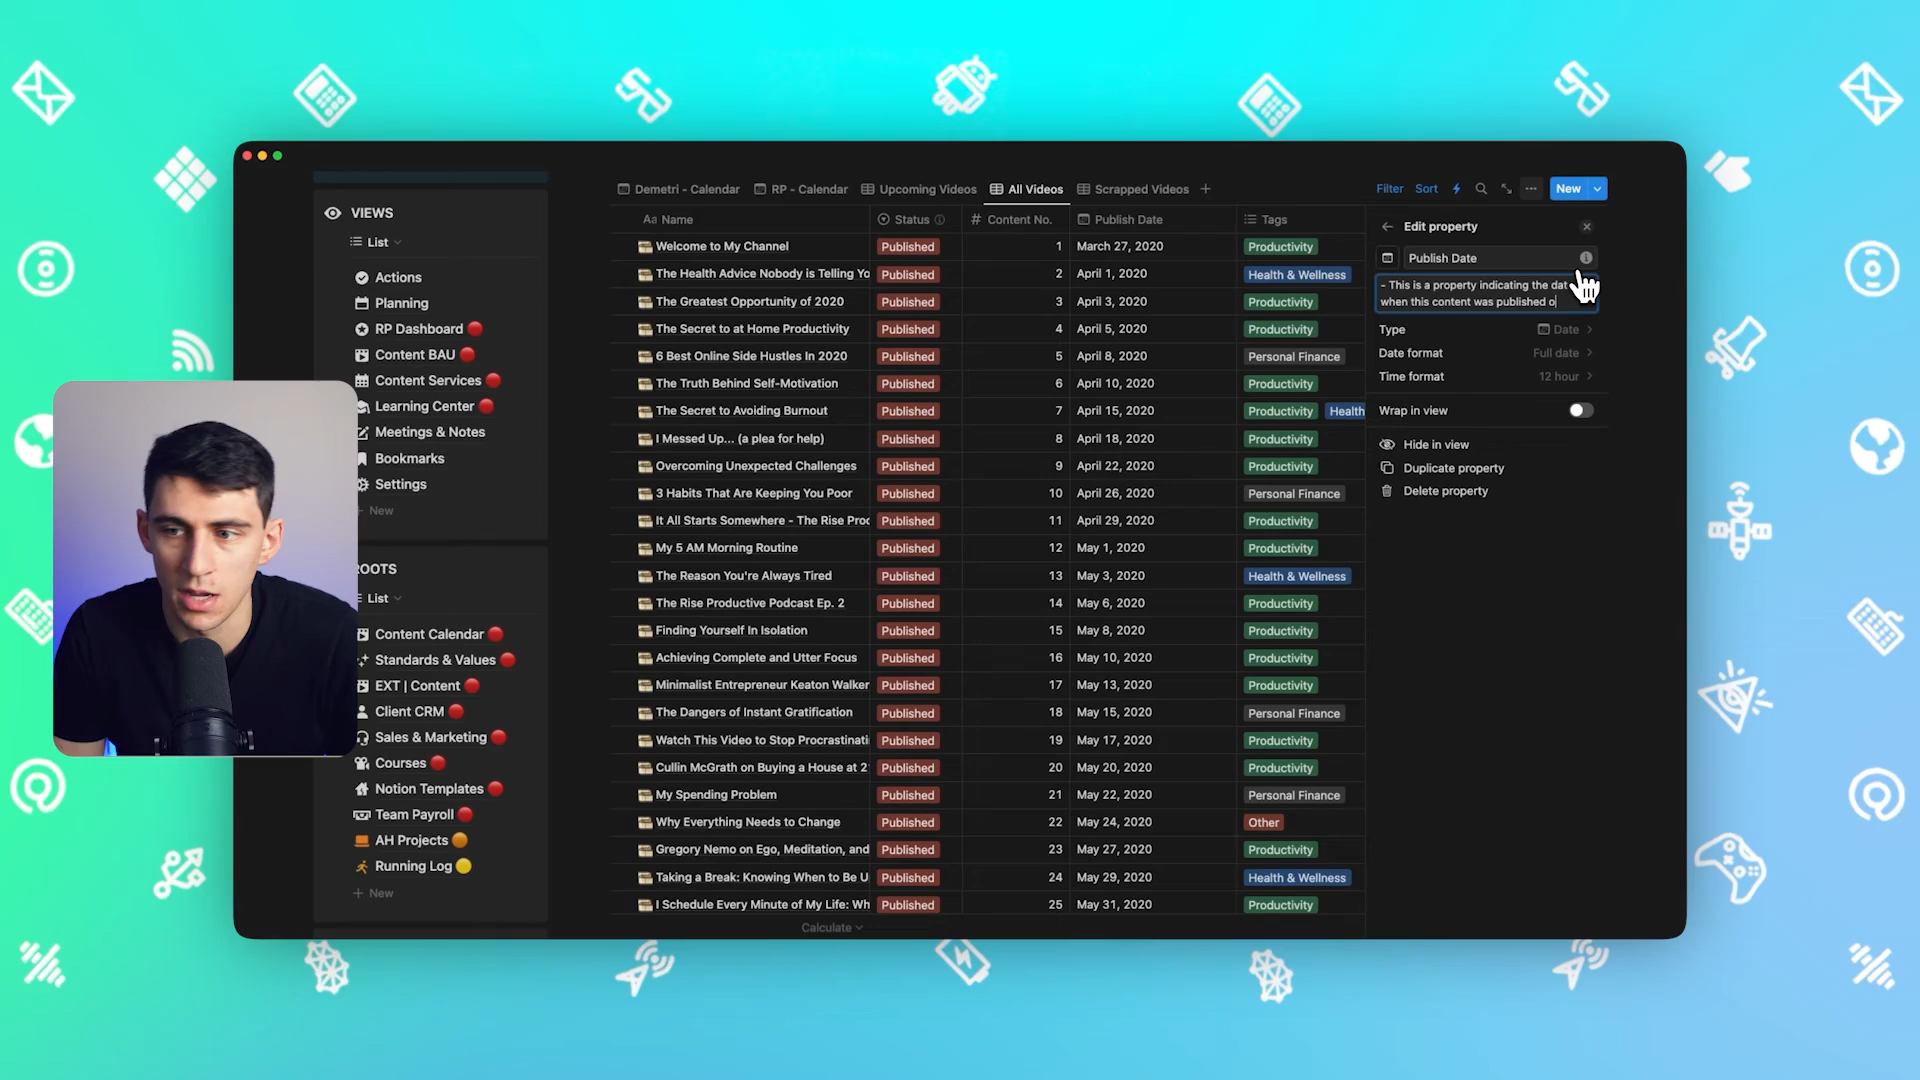 VIEWS
List
Actions
Planning
RP Dashboard
Content BAU
Content Services
Learning Center
Meetings & Notes
Bookmarks
Settings
New
ROOTS
List
Content Calendar
Standards & Values
EXT | Content
Client CRM
Sales & Marketing
Courses
Notion Templates
Team Payroll
AH Projects
Running Log
+ New
Demetri - Calendar RP - Calendar Upcoming Videos All Videos Scrapped Videos +
Filter Sort New
Aa Name Status # Content No. Publish Date Tags
Welcome to My Channel Published 1 March 27, 2020 Productivity
The Health Advice Nobody is Telling Yo Published 2 April 1, 2020 Health & Wellness
The Greatest Opportunity of 2020 Published 3 April 3, 2020 Productivity
The Secret to at Home Productivity Published 4 April 5, 2020 Productivity
6 Best Online Side Hustles In 2020 Published 5 April 8, 2020 Personal Finance
The Truth Behind Self-Motivation Published 6 April 10, 2020 Productivity
The Secret to Avoiding Burnout Published 7 April 15, 2020 Productivity Health
I Messed Up... (a plea for help) Published 8 April 18, 2020 Productivity
Overcoming Unexpected Challenges Published 9 April 22, 2020 Productivity
3 Habits That Are Keeping You Poor Published 10 April 26, 2020 Personal Finance
It All Starts Somewhere - The Rise Proc Published 11 April 29, 2020 Productivity
My 5 AM Morning Routine Published 12 May 1, 2020 Productivity
The Reason You're Always Tired Published 13 May 3, 2020 Health & Wellness
The Rise Productive Podcast Ep. 2 Published 14 May 6, 2020 Productivity
Finding Yourself In Isolation Published 15 May 8, 2020 Productivity
Achieving Complete and Utter Focus Published 16 May 10, 2020 Productivity
Minimalist Entrepreneur Keaton Walker Published 17 May 13, 2020 Productivity
The Dangers of Instant Gratification Published 18 May 15, 2020 Personal Finance
Watch This Video to Stop Procrastinati Published 19 May 17, 2020 Productivity
Cullin McGrath on Buying a House at 2 Published 20 May 20, 2020 Productivity
My Spending Problem Published 21 May 22, 2020 Personal Finance
Why Everything Needs to Change Published 22 May 24, 2020 Other
Gregory Nemo on Ego, Meditation, and Published 23 May 27, 2020 Productivity
Taking a Break: Knowing When to Be U Published 24 May 29, 2020 Health & Wellness
I Schedule Every Minute of My Life: Wh Published 25 May 31, 2020 Productivity
Calculate
Edit property
Publish Date
- This is a property indicating the dat
when this content was published o
Type Date
Date format Full date
Time format 12 hour
Wrap in view
Hide in view
Duplicate property
Delete property